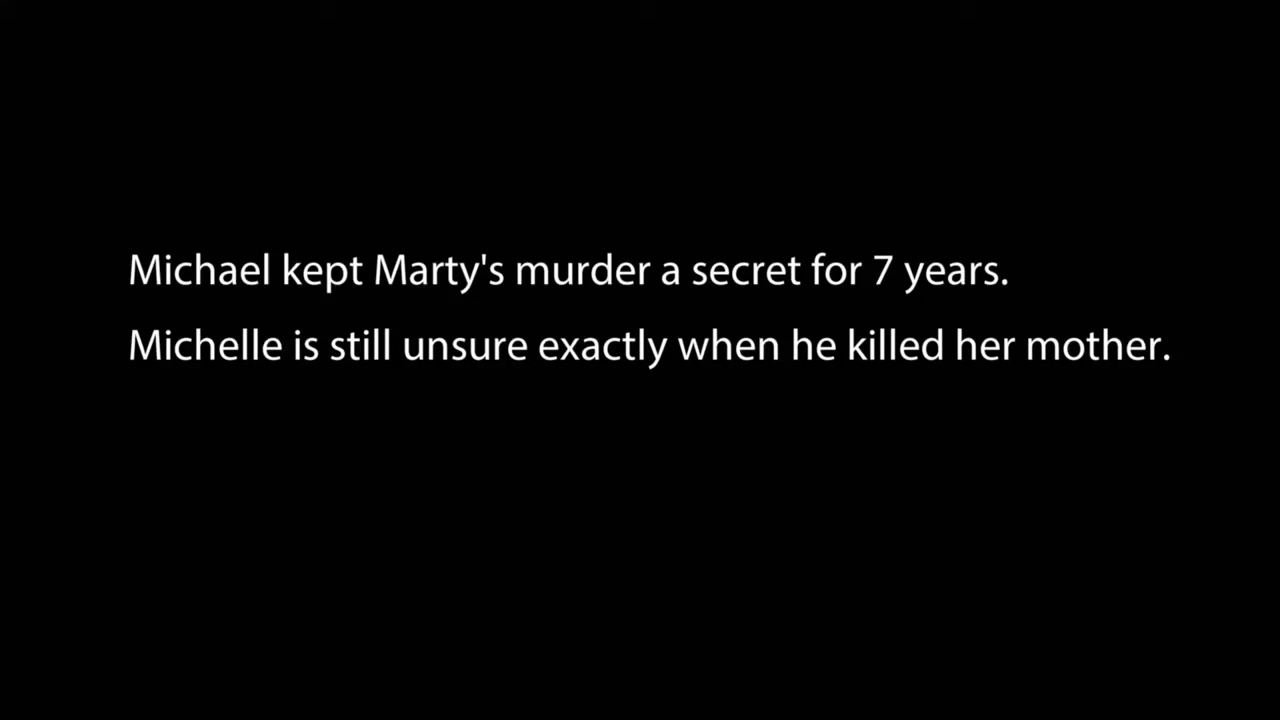 Michael kept Marty's murder a secret for 7 years.
Michelle is still unsure exactly when he killed her mother.